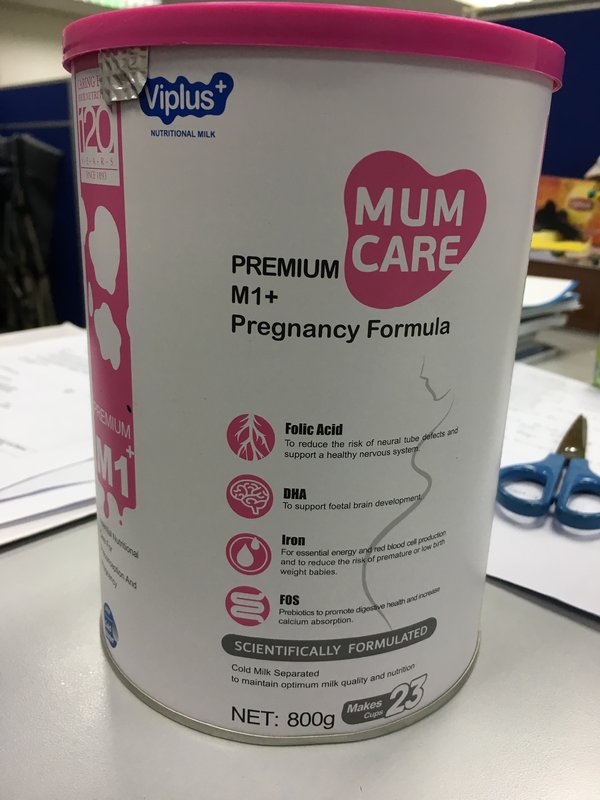 120
Y-E-A-R-S
SINCE 1893
PREMIUM
M1+
Viplus+
NUTRITIONAL MILK
MUM
CARE
PREMIUM
M1+
Pregnancy Formula
Folic Acid
To reduce the risk of neural tube defects and
support a healthy nervous system.
DHA
To support foetal brain development.
Iron
For essential energy and red blood cell production
and to reduce the risk of premature or low birth
weight babies.
FOS
Prebiotics to promote digestive health and increase
calcium absorption.
SCIENTIFICALLY FORMULATED
Cold Milk Separated
to maintain optimum milk quality and nutrition
NET: 800g
Makes 23
Cups